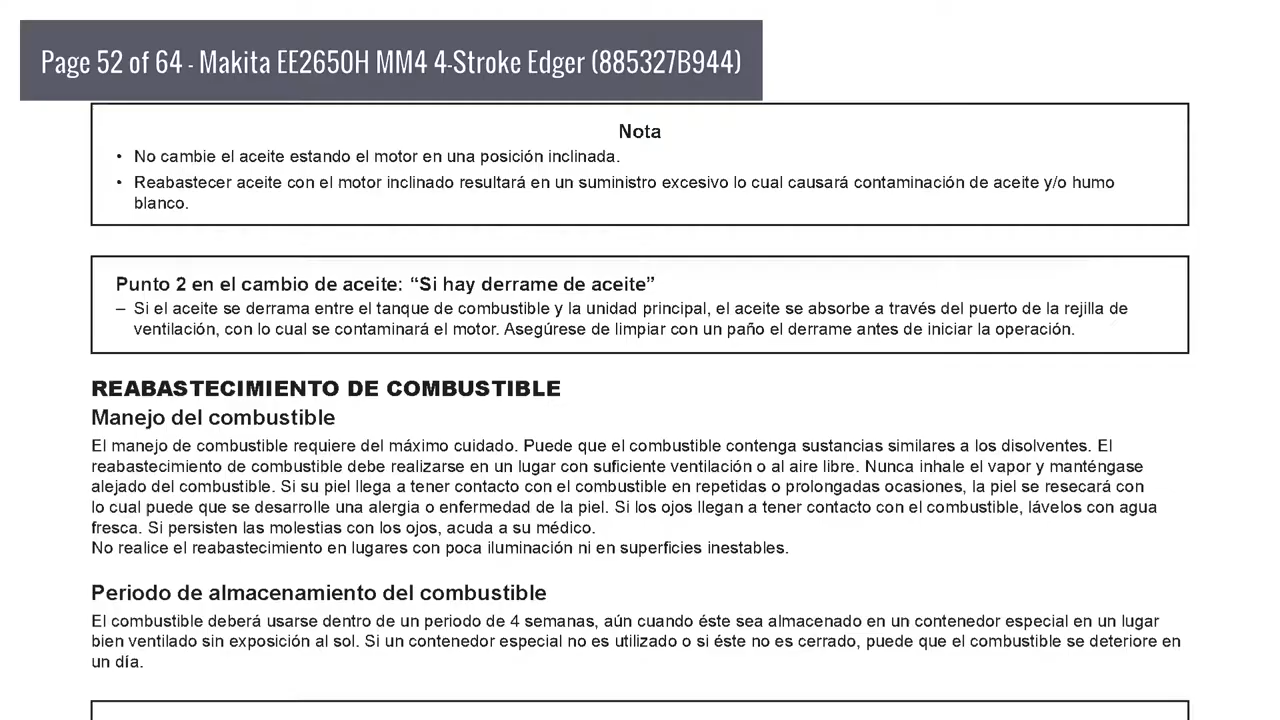 Page 52 of 64 - Makita EE2650H MM4 4-Stroke Edger (885327B944)
Nota
• No cambie el aceite estando el motor en una posición inclinada.
• Reabastecer aceite con el motor inclinado resultará en un suministro excesivo lo cual causará contaminación de aceite y/o humo
blanco.
Punto 2 en el cambio de aceite: “Si hay derrame de aceite”
– Si el aceite se derrama entre el tanque de combustible y la unidad principal, el aceite se absorbe a través del puerto de la rejilla de
ventilación, con lo cual se contaminará el motor. Asegúrese de limpiar con un paño el derrame antes de iniciar la operación.
REABASTECIMIENTO DE COMBUSTIBLE
Manejo del combustible
El manejo de combustible requiere del máximo cuidado. Puede que el combustible contenga sustancias similares a los disolventes. El
reabastecimiento de combustible debe realizarse en un lugar con suficiente ventilación o al aire libre. Nunca inhale el vapor y manténgase
alejado del combustible. Si su piel llega a tener contacto con el combustible en repetidas o prolongadas ocasiones, la piel se resecará con
lo cual puede que se desarrolle una alergia o enfermedad de la piel. Si los ojos llegan a tener contacto con el combustible, lávelos con agua
fresca. Si persisten las molestias con los ojos, acuda a su médico.
No realice el reabastecimiento en lugares con poca iluminación ni en superficies inestables.
Periodo de almacenamiento del combustible
El combustible deberá usarse dentro de un periodo de 4 semanas, aún cuando éste sea almacenado en un contenedor especial en un lugar
bien ventilado sin exposición al sol. Si un contenedor especial no es utilizado o si éste no es cerrado, puede que el combustible se deteriore en
un día.